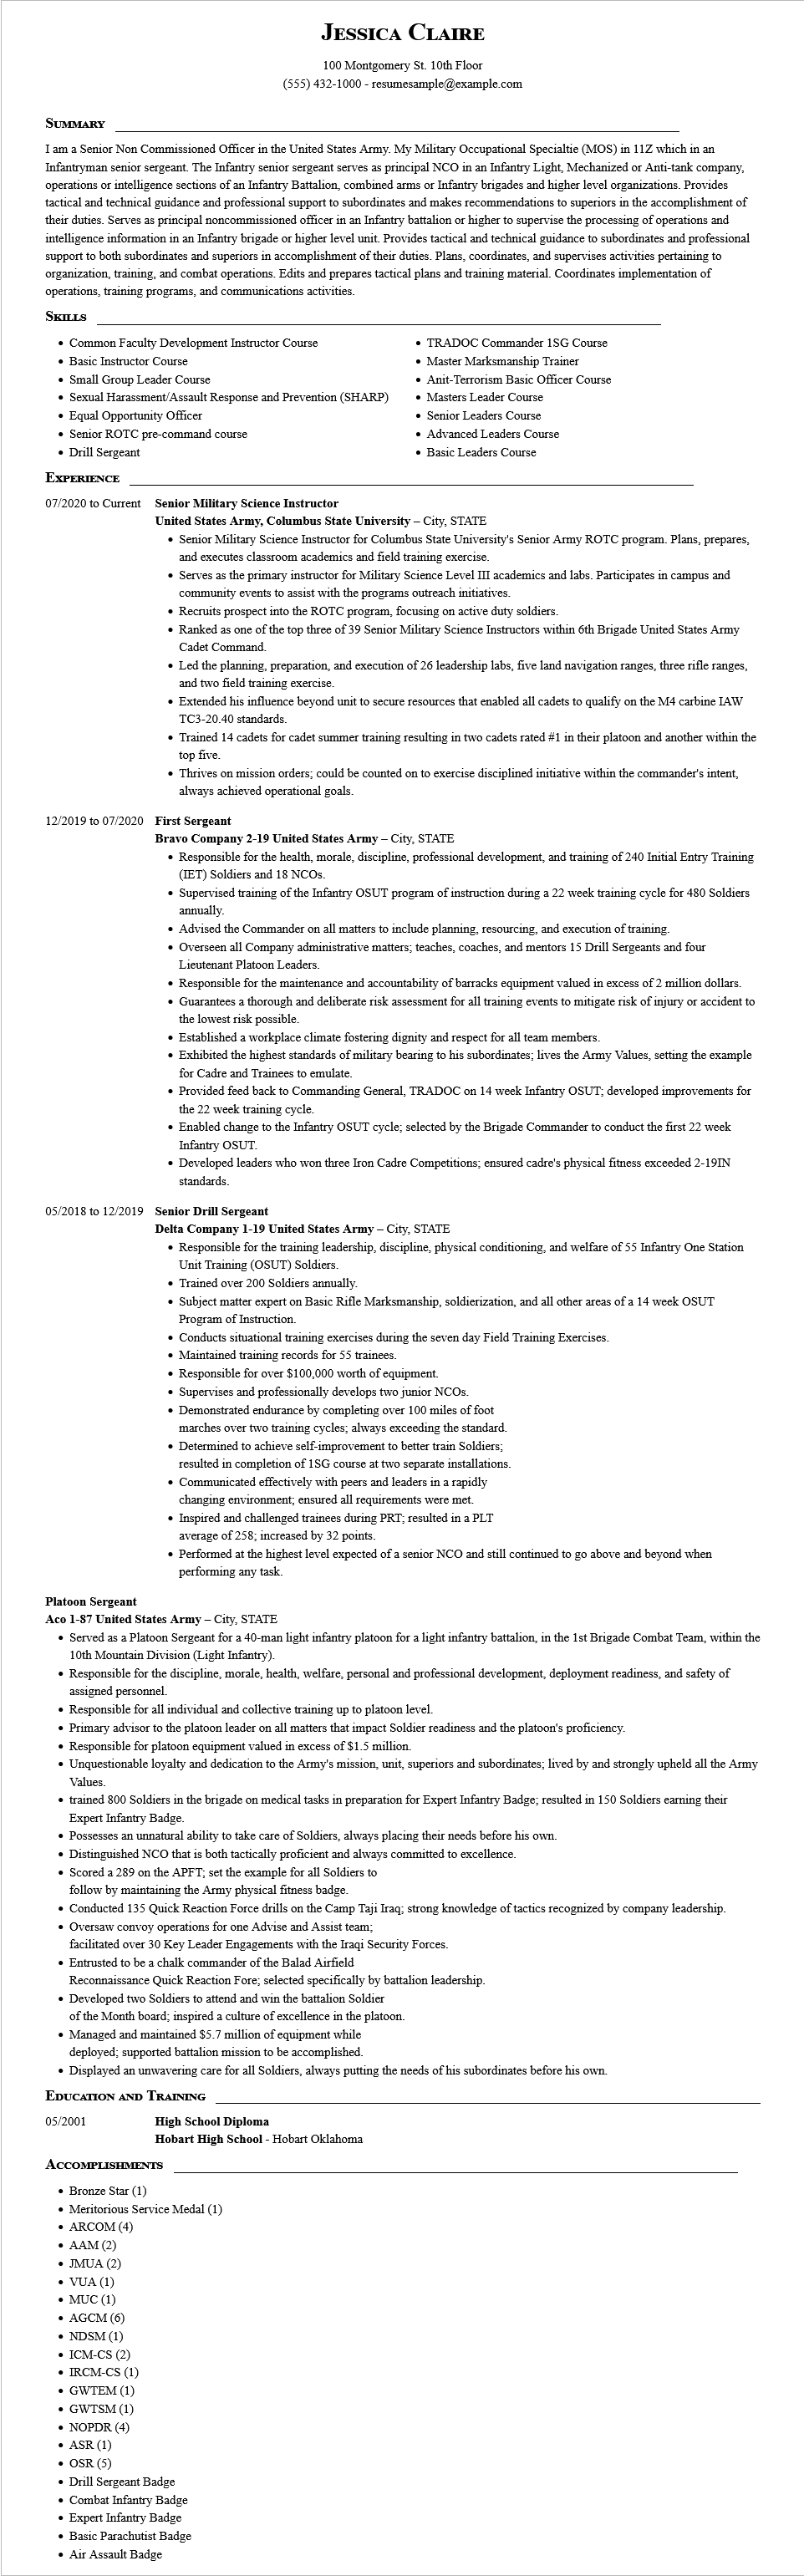 Jessica Claire
100 Montgomery St. 10th Floor
(555) 432-1000 - resumesample@example.com
Summary
I am a Senior Non Commissioned Officer in the United States Army. My Military Occupational Specialtie (MOS) in 11Z which in an
Infantryman senior sergeant. The Infantry senior sergeant serves as principal NCO in an Infantry Light, Mechanized or Anti-tank company,
operations or intelligence sections of an Infantry Battalion, combined arms or Infantry brigades and higher level organizations. Provides
tactical and technical guidance and professional support to subordinates and makes recommendations to superiors in the accomplishment of
their duties. Serves as principal noncommissioned officer in an Infantry battalion or higher to supervise the processing of operations and
intelligence information in an Infantry brigade or higher level unit. Provides tactical and technical guidance to subordinates and professional
support to both subordinates and superiors in accomplishment of their duties. Plans, coordinates, and supervises activities pertaining to
organization, training, and combat operations. Edits and prepares tactical plans and training material. Coordinates implementation of
operations, training programs, and communications activities.
Skills
• Common Faculty Development Instructor Course
• Basic Instructor Course
• Small Group Leader Course
• Sexual Harassment/Assault Response and Prevention (SHARP)
• Equal Opportunity Officer
• Senior ROTC pre-command course
• Drill Sergeant
• TRADOC Commander 1SG Course
• Master Marksmanship Trainer
• Anit-Terrorism Basic Officer Course
• Masters Leader Course
• Senior Leaders Course
• Advanced Leaders Course
• Basic Leaders Course
Experience
07/2020 to Current Senior Military Science Instructor
United States Army, Columbus State University – City, STATE
• Senior Military Science Instructor for Columbus State University's Senior Army ROTC program. Plans, prepares,
and executes classroom academics and field training exercise.
• Serves as the primary instructor for Military Science Level III academics and labs. Participates in campus and
community events to assist with the programs outreach initiatives.
• Recruits prospect into the ROTC program, focusing on active duty soldiers.
• Ranked as one of the top three of 39 Senior Military Science Instructors within 6th Brigade United States Army
Cadet Command.
• Led the planning, preparation, and execution of 26 leadership labs, five land navigation ranges, three rifle ranges,
and two field training exercise.
• Extended his influence beyond unit to secure resources that enabled all cadets to qualify on the M4 carbine IAW
TC3-20.40 standards.
• Trained 14 cadets for cadet summer training resulting in two cadets rated #1 in their platoon and another within the
top five.
• Thrives on mission orders; could be counted on to exercise disciplined initiative within the commander's intent,
always achieved operational goals.
12/2019 to 07/2020 First Sergeant
Bravo Company 2-19 United States Army – City, STATE
• Responsible for the health, morale, discipline, professional development, and training of 240 Initial Entry Training
(IET) Soldiers and 18 NCOs.
• Supervised training of the Infantry OSUT program of instruction during a 22 week training cycle for 480 Soldiers
annually.
• Advised the Commander on all matters to include planning, resourcing, and execution of training.
• Overseen all Company administrative matters; teaches, coaches, and mentors 15 Drill Sergeants and four
Lieutenant Platoon Leaders.
• Responsible for the maintenance and accountability of barracks equipment valued in excess of 2 million dollars.
• Guarantees a thorough and deliberate risk assessment for all training events to mitigate risk of injury or accident to
the lowest risk possible.
• Established a workplace climate fostering dignity and respect for all team members.
• Exhibited the highest standards of military bearing to his subordinates; lives the Army Values, setting the example
for Cadre and Trainees to emulate.
• Provided feed back to Commanding General, TRADOC on 14 week Infantry OSUT; developed improvements for
the 22 week training cycle.
• Enabled change to the Infantry OSUT cycle; selected by the Brigade Commander to conduct the first 22 week
Infantry OSUT.
• Developed leaders who won three Iron Cadre Competitions; ensured cadre's physical fitness exceeded 2-19IN
standards.
05/2018 to 12/2019 Senior Drill Sergeant
Delta Company 1-19 United States Army – City, STATE
• Responsible for the training leadership, discipline, physical conditioning, and welfare of 55 Infantry One Station
Unit Training (OSUT) Soldiers.
• Trained over 200 Soldiers annually.
• Subject matter expert on Basic Rifle Marksmanship, soldierization, and all other areas of a 14 week OSUT
Program of Instruction.
• Conducts situational training exercises during the seven day Field Training Exercises.
• Maintained training records for 55 trainees.
• Responsible for over $100,000 worth of equipment.
• Supervises and professionally develops two junior NCOs.
• Demonstrated endurance by completing over 100 miles of foot
marches over two training cycles; always exceeding the standard.
• Determined to achieve self-improvement to better train Soldiers;
resulted in completion of 1SG course at two separate installations.
• Communicated effectively with peers and leaders in a rapidly
changing environment; ensured all requirements were met.
• Inspired and challenged trainees during PRT; resulted in a PLT
average of 258; increased by 32 points.
• Performed at the highest level expected of a senior NCO and still continued to go above and beyond when
performing any task.
Platoon Sergeant
Aco 1-87 United States Army – City, STATE
• Served as a Platoon Sergeant for a 40-man light infantry platoon for a light infantry battalion, in the 1st Brigade Combat Team, within the
10th Mountain Division (Light Infantry).
• Responsible for the discipline, morale, health, welfare, personal and professional development, deployment readiness, and safety of
assigned personnel.
• Responsible for all individual and collective training up to platoon level.
• Primary advisor to the platoon leader on all matters that impact Soldier readiness and the platoon's proficiency.
• Responsible for platoon equipment valued in excess of $1.5 million.
• Unquestionable loyalty and dedication to the Army's mission, unit, superiors and subordinates; lived by and strongly upheld all the Army
Values.
• trained 800 Soldiers in the brigade on medical tasks in preparation for Expert Infantry Badge; resulted in 150 Soldiers earning their
Expert Infantry Badge.
• Possesses an unnatural ability to take care of Soldiers, always placing their needs before his own.
• Distinguished NCO that is both tactically proficient and always committed to excellence.
• Scored a 289 on the APFT; set the example for all Soldiers to
follow by maintaining the Army physical fitness badge.
• Conducted 135 Quick Reaction Force drills on the Camp Taji Iraq; strong knowledge of tactics recognized by company leadership.
• Oversaw convoy operations for one Advise and Assist team;
facilitated over 30 Key Leader Engagements with the Iraqi Security Forces.
• Entrusted to be a chalk commander of the Balad Airfield
Reconnaissance Quick Reaction Fore; selected specifically by battalion leadership.
• Developed two Soldiers to attend and win the battalion Soldier
of the Month board; inspired a culture of excellence in the platoon.
• Managed and maintained $5.7 million of equipment while
deployed; supported battalion mission to be accomplished.
• Displayed an unwavering care for all Soldiers, always putting the needs of his subordinates before his own.
Education and Training
05/2001 High School Diploma
Hobart High School - Hobart Oklahoma
Accomplishments
• Bronze Star (1)
• Meritorious Service Medal (1)
• ARCOM (4)
• AAM (2)
• JMUA (2)
• VUA (1)
• MUC (1)
• AGCM (6)
• NDSM (1)
• ICM-CS (2)
• IRCM-CS (1)
• GWTEM (1)
• GWTSM (1)
• NOPDR (4)
• ASR (1)
• OSR (5)
• Drill Sergeant Badge
• Combat Infantry Badge
• Expert Infantry Badge
• Basic Parachutist Badge
• Air Assault Badge